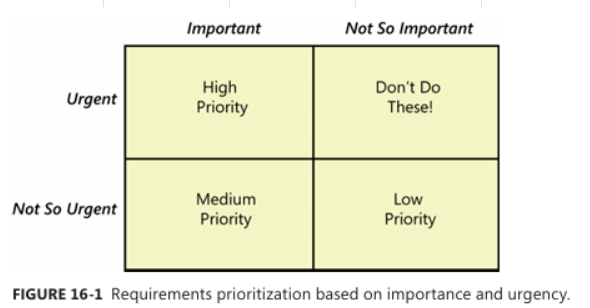 Important Not So Important
Urgent
High
Priority
Don't Do
These!
Not So Urgent
Medium
Priority
Low
Priority
FIGURE 16-1 Requirements prioritization based on importance and urgency.